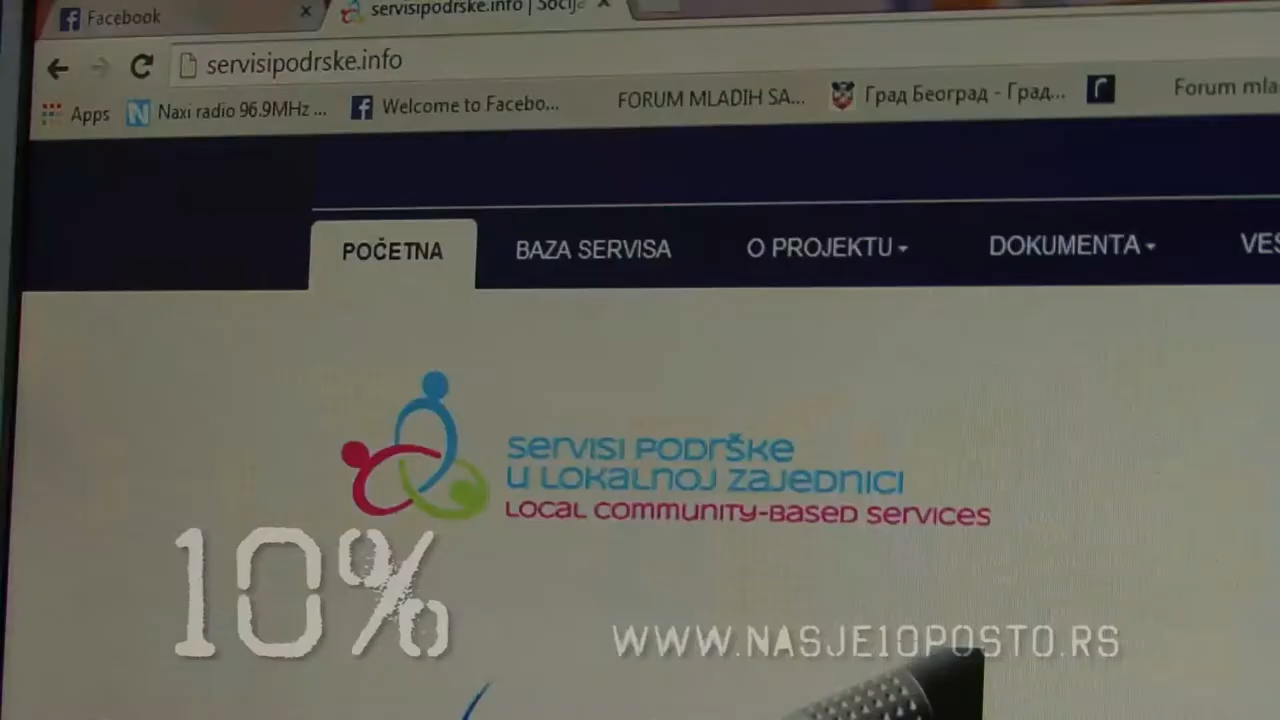 Facebook
servisipodrske.info | Socija
servisipodrske.info
Apps
Naxi radio 96.9MHz ...
Welcome to Facebo...
FORUM MLADIH SA...
Град Београд - Град...
Forum mla
POČETNA
BAZA SERVISA
O PROJEKTU
DOKUMENTA
VES
servisi podrške
u lokalnoj zajednici
local community-based services
10%
WWW.NASJE10POSTO.RS